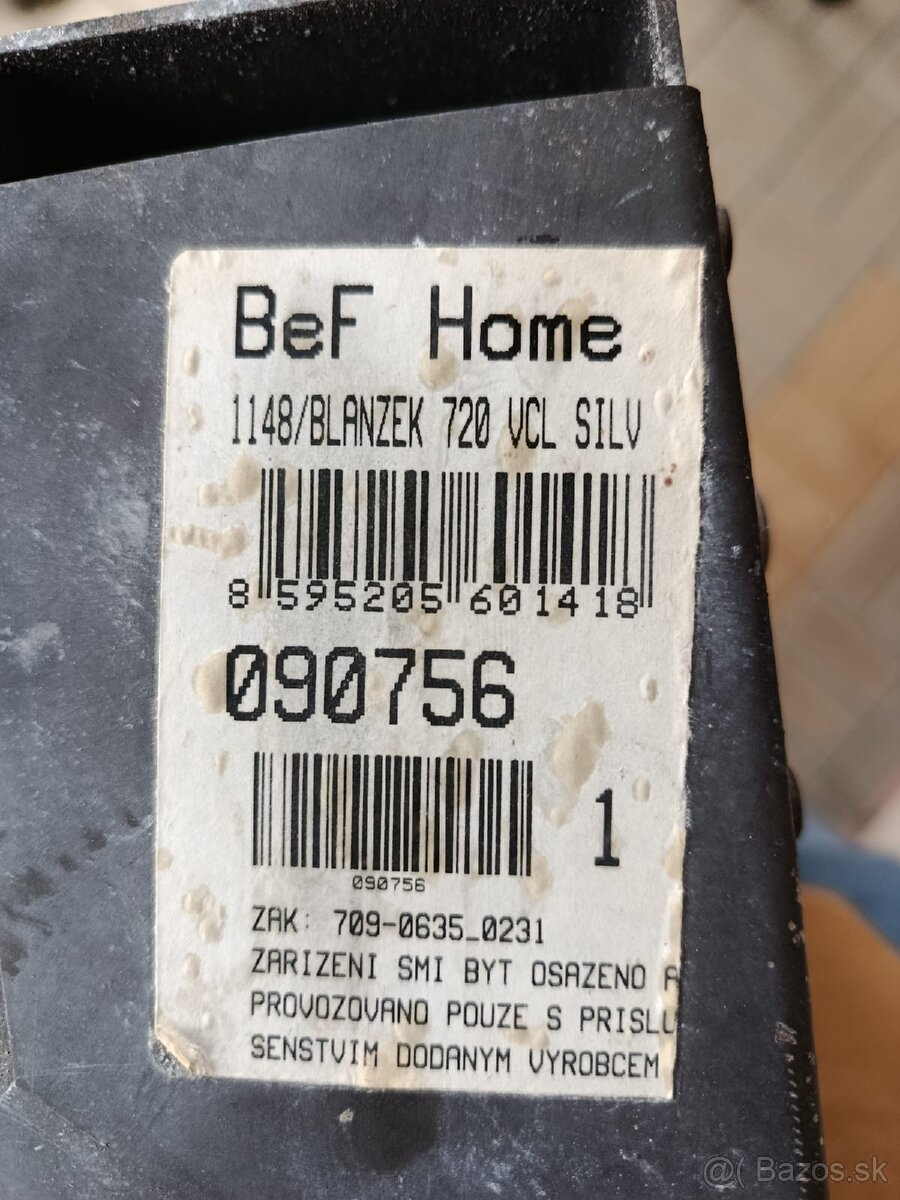 BeF Home
1148/BLANZEK 720 VCL SILV
8 595205 601418
090756
1
090756
ZAK: 709-0635_0231
ZARIZENI SMI BYT OSAZENO A
PROVOZOVANO POUZE S PRISLU
SENSTVIM DODANYM VYROBCEM
@( Bazos.sk